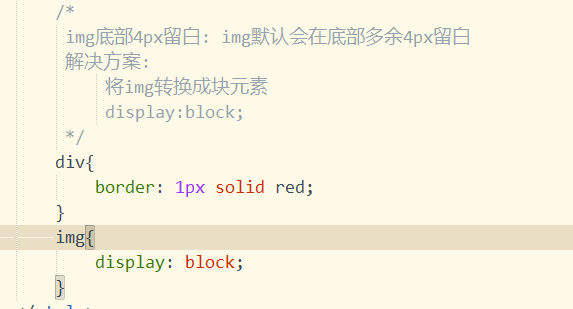 /*
img底部4px留白: img默认会在底部多余4px留白
解决方案:
将img转换成块元素
display:block;
*/
div{
border: 1px solid red;
}
img{
display: block;
}